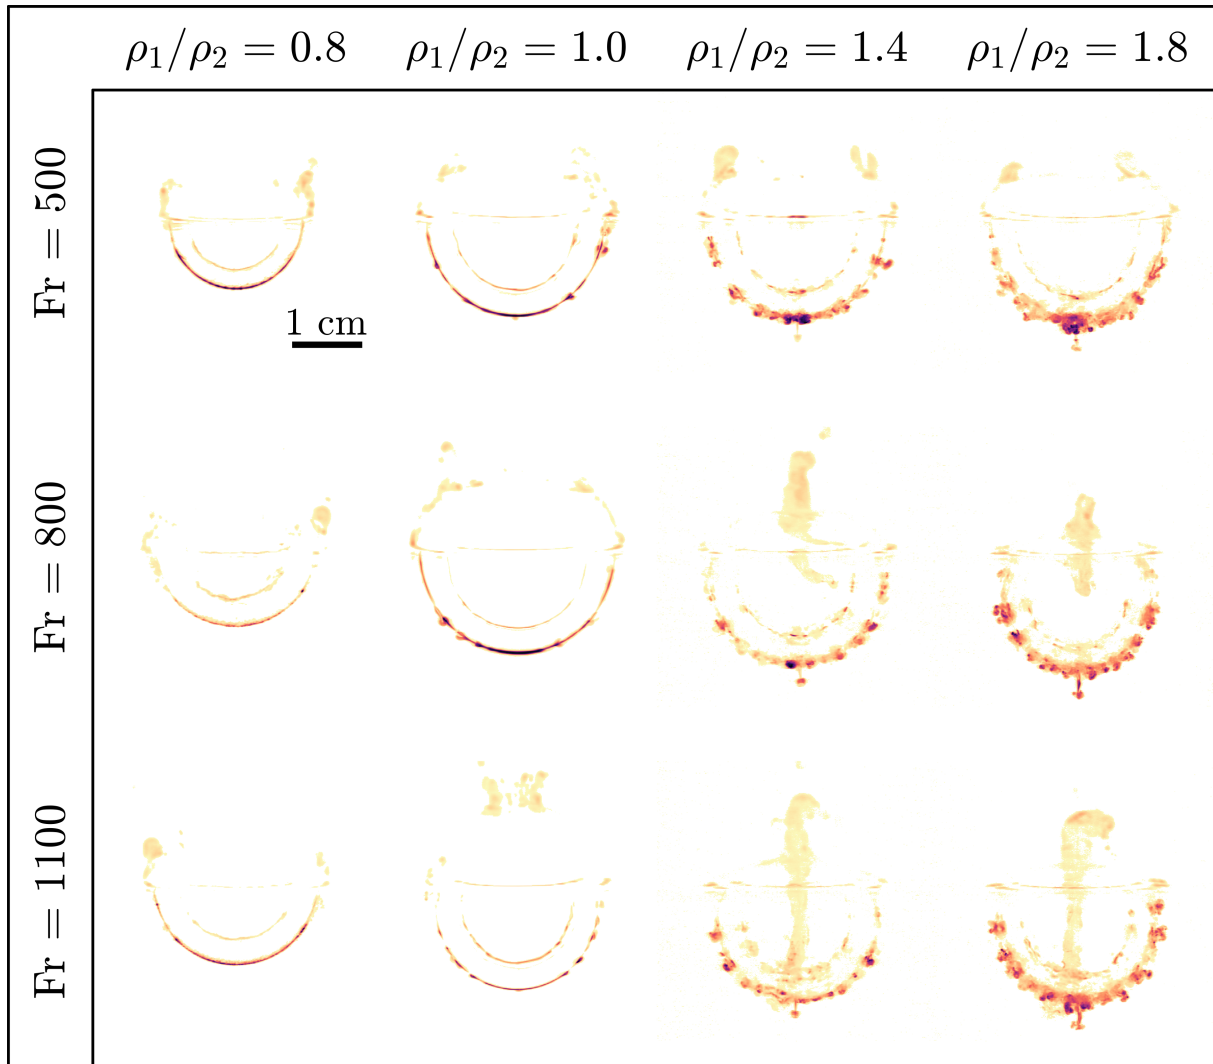 ρ₁/ρ₂ = 0.8 ρ₁/ρ₂ = 1.0 ρ₁/ρ₂ = 1.4 ρ₁/ρ₂ = 1.8
Fr = 500
1 cm
Fr = 800
Fr = 1100